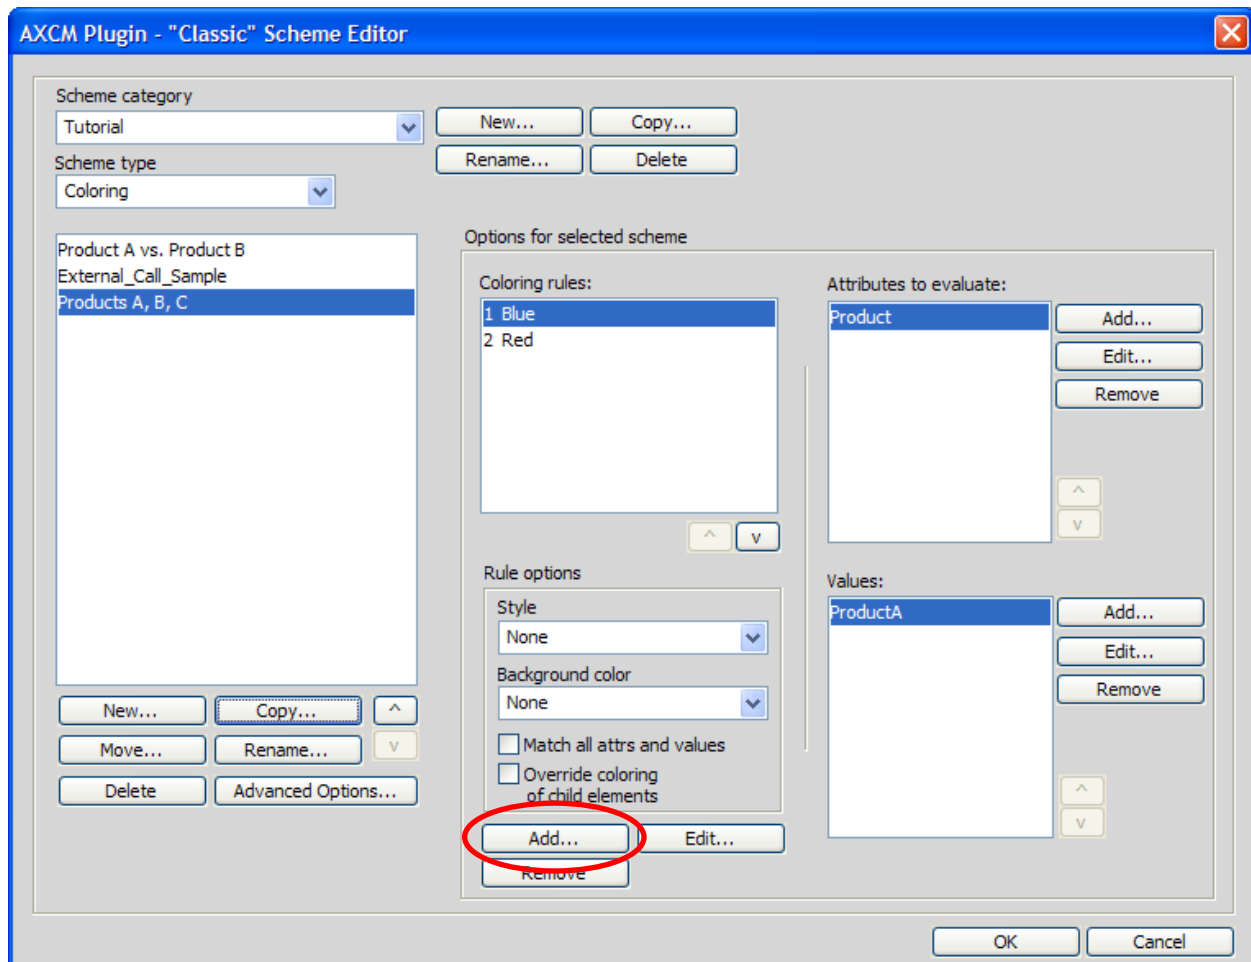 AXCM Plugin - "Classic" Scheme Editor
Scheme category
Tutorial
New... Copy...
Rename... Delete
Scheme type
Coloring
Product A vs. Product B
External_Call_Sample
Products A, B, C
New... Copy... ^
Move... Rename... v
Delete Advanced Options...
Options for selected scheme
Coloring rules:
1 Blue
2 Red
^ v
Rule options
Style
None
Background color
None
Match all attrs and values
Override coloring
of child elements
Add... Edit...
Remove
Attributes to evaluate:
Product
Add...
Edit...
Remove
^
v
Values:
ProductA
Add...
Edit...
Remove
^
v
OK Cancel